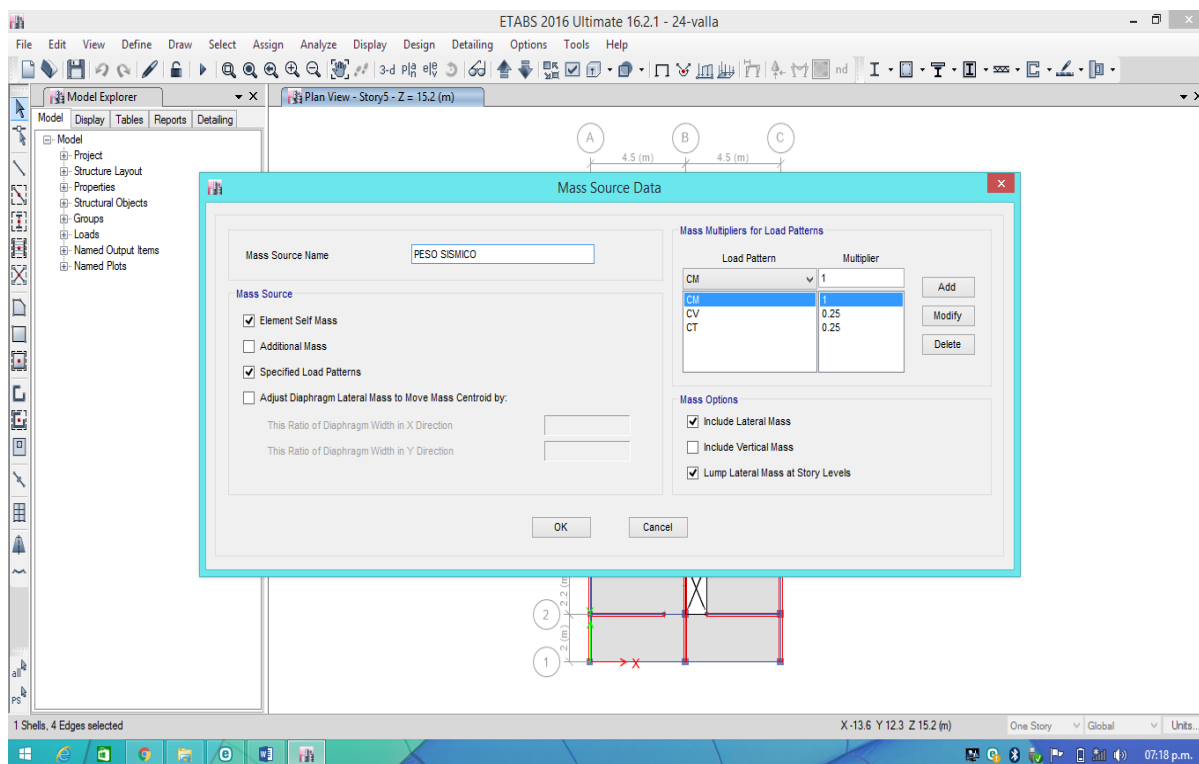 ETABS 2016 Ultimate 16.2.1 - 24-valla
File Edit View Define Draw Select Assign Analyze Display Design Detailing Options Tools Help
3-d nd
Model Explorer
Plan View - Story5 - Z = 15.2 (m)
Model Display Tables Reports Detailing
Model
Project
Structure Layout
Properties
Structural Objects
Groups
Loads
Named Output Items
Named Plots
A B C
4.5 (m) 4.5 (m)
Mass Source Data
Mass Source Name PESO SISMICO
Mass Source
Element Self Mass
Additional Mass
Specified Load Patterns
Adjust Diaphragm Lateral Mass to Move Mass Centroid by:
This Ratio of Diaphragm Width in X Direction
This Ratio of Diaphragm Width in Y Direction
Mass Multipliers for Load Patterns
Load Pattern Multiplier
CM 1
CM 1
CV 0.25
CT 0.25
Add
Modify
Delete
Mass Options
Include Lateral Mass
Include Vertical Mass
Lump Lateral Mass at Story Levels
OK Cancel
2.2 (m)
2
2 (m)
1
X
all
PS
1 Shells, 4 Edges selected
X -13.6 Y 12.3 Z 15.2 (m)
One Story Global Units...
07:18 p.m.